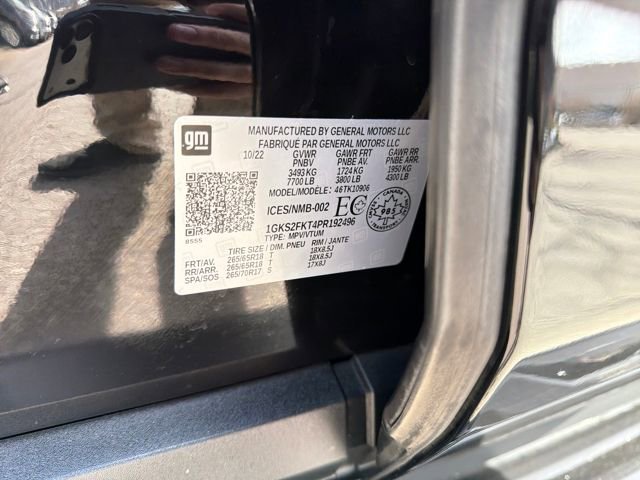 gm
MANUFACTURED BY GENERAL MOTORS LLC
FABRIQUÉ PAR GENERAL MOTORS LLC
10/22 GVWR GAWR FRT GAWR RR
PNBV PNBE AV. PNBE ARR.
3493 KG 1724 KG 1950 KG
7700 LB 3800 LB 4300 LB
MODEL/MODÈLE: 46TK10906
ICES/NMB-002 EC CANADA 985
8555
1GKS2FKT4PR192496
TYPE: MPV/VTUM
TIRE SIZE / DIM. PNEU RIM / JANTE
FRT/AV. 265/65R18 T 18X8.5J
RR/ARR. 265/65R18 T 18X8.5J
SPA/SOS 265/70R17 S 17X8J